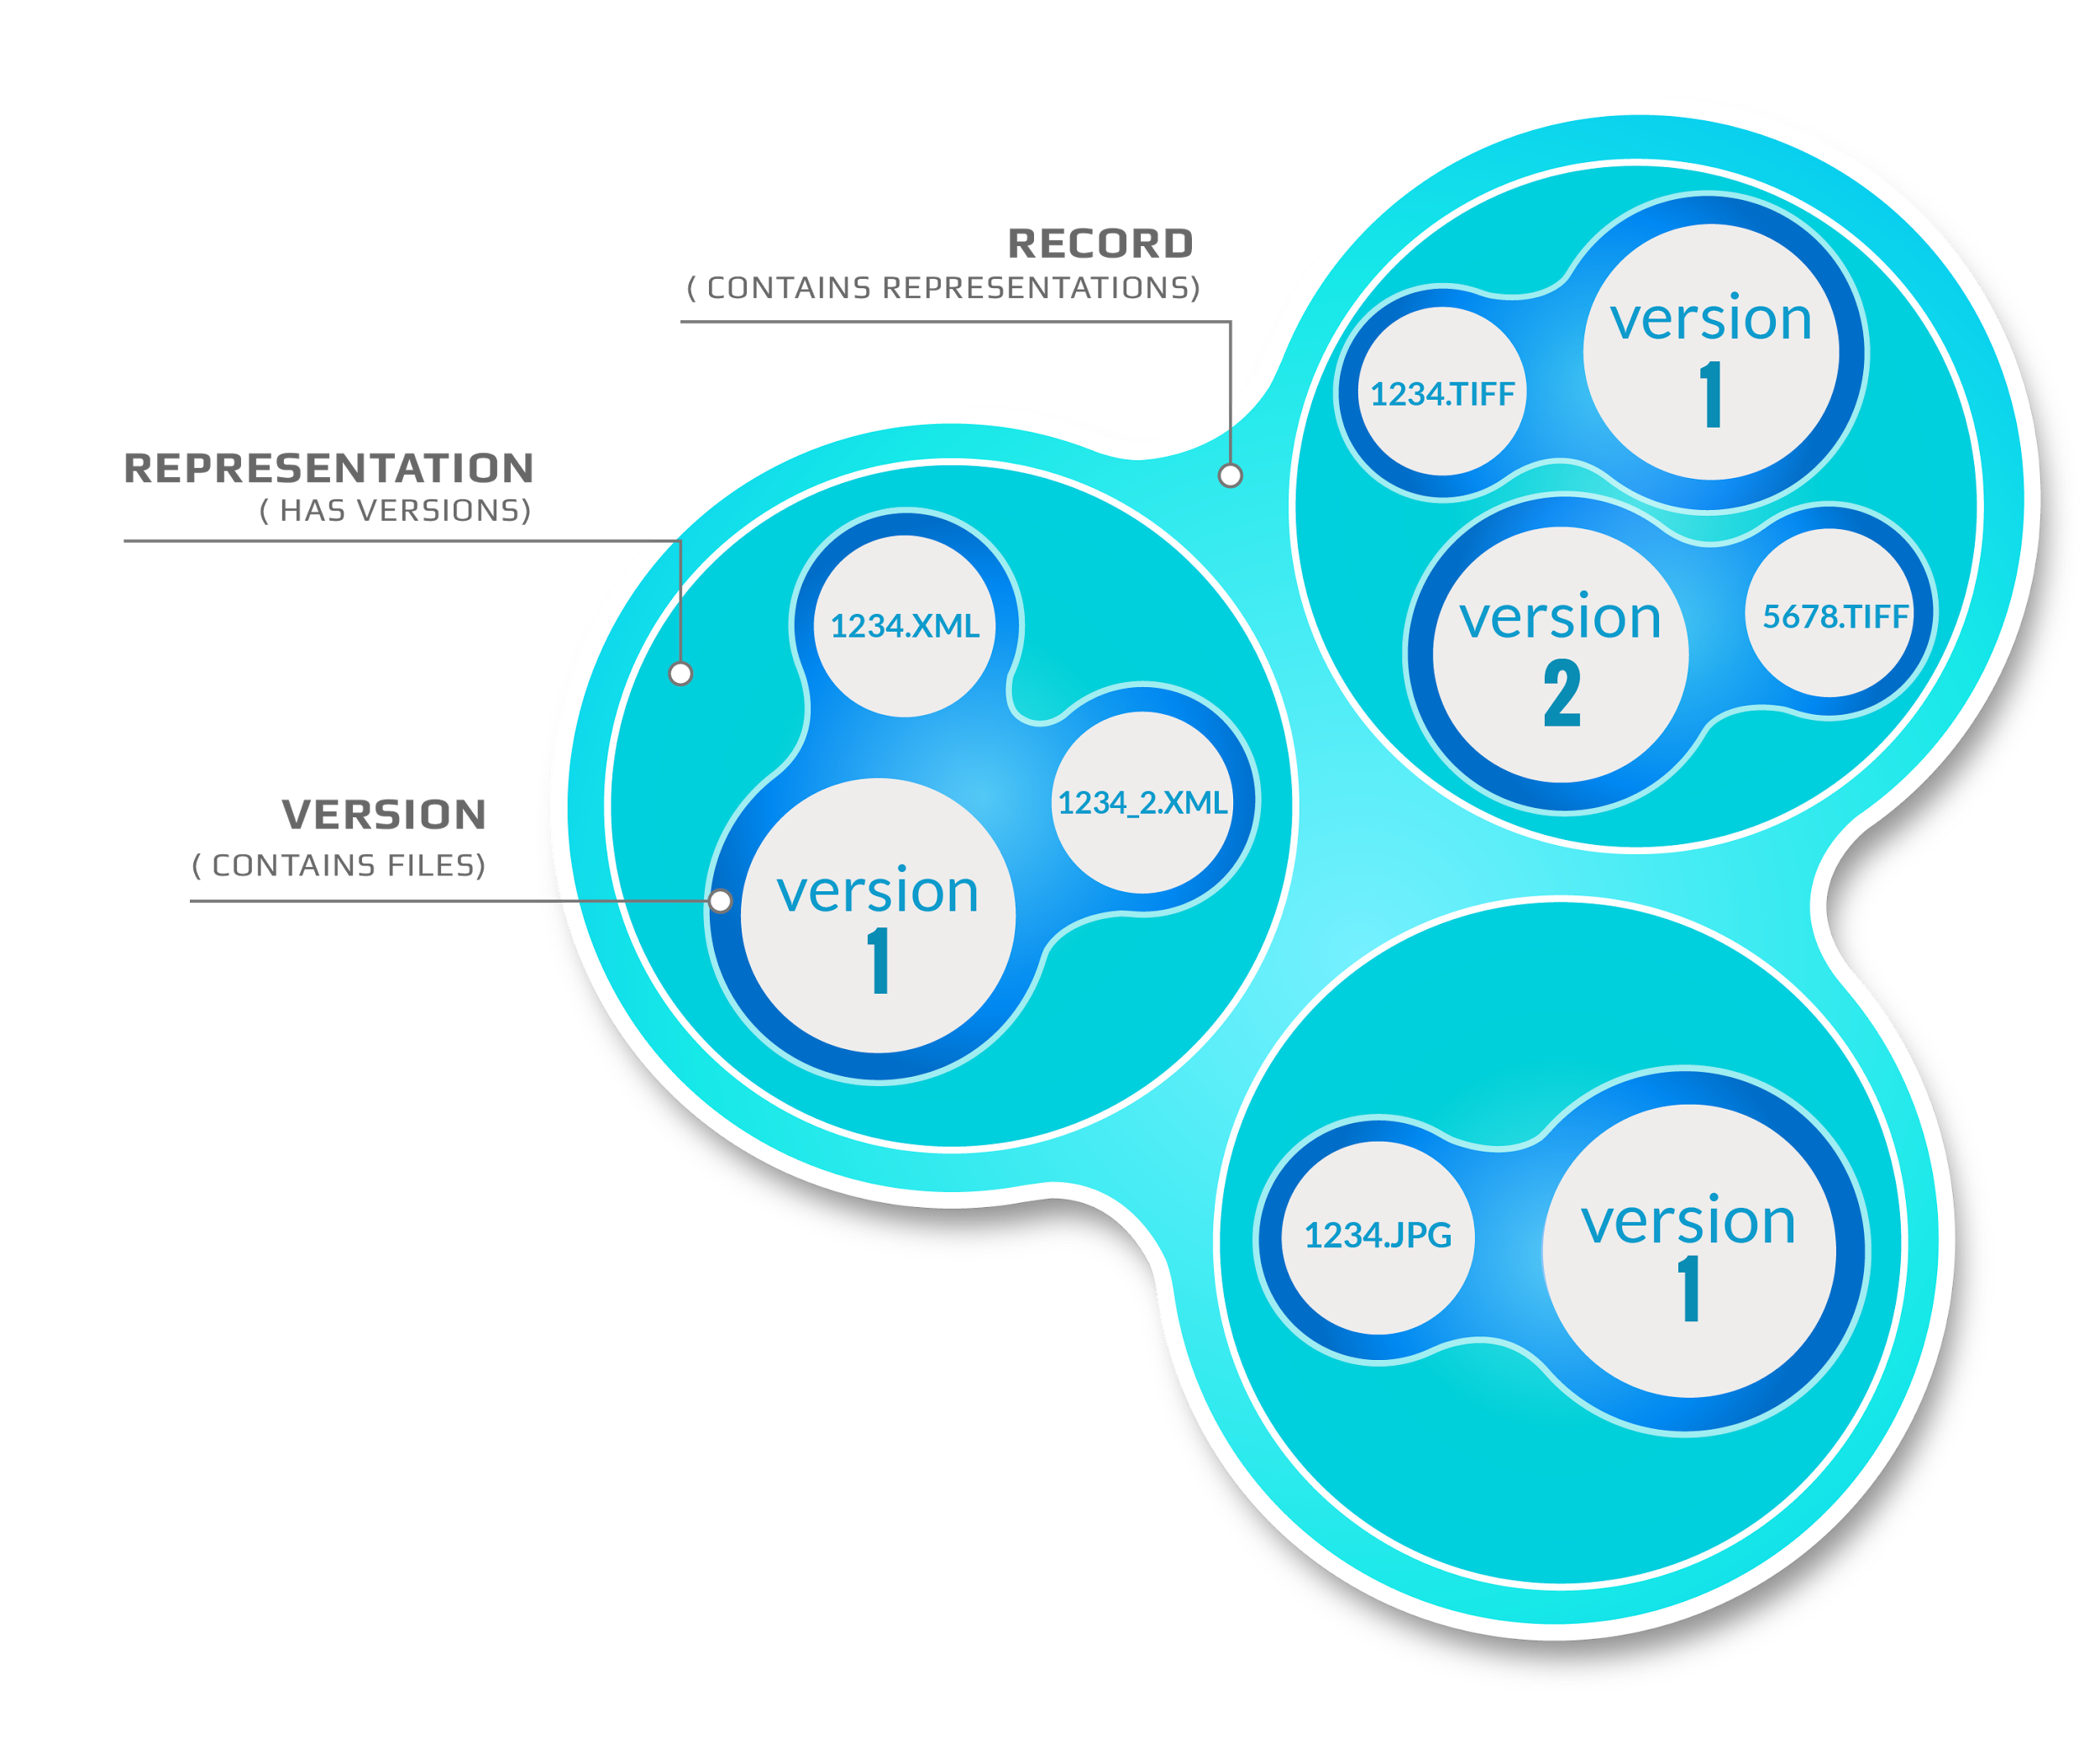 RECORD
( CONTAINS REPRESENTATIONS)
REPRESENTATION
( HAS VERSIONS)
VERSION
( CONTAINS FILES)
1234.XML
1234_2.XML
version
1
1234.TIFF
version
1
version
2
5678.TIFF
1234.JPG
version
1